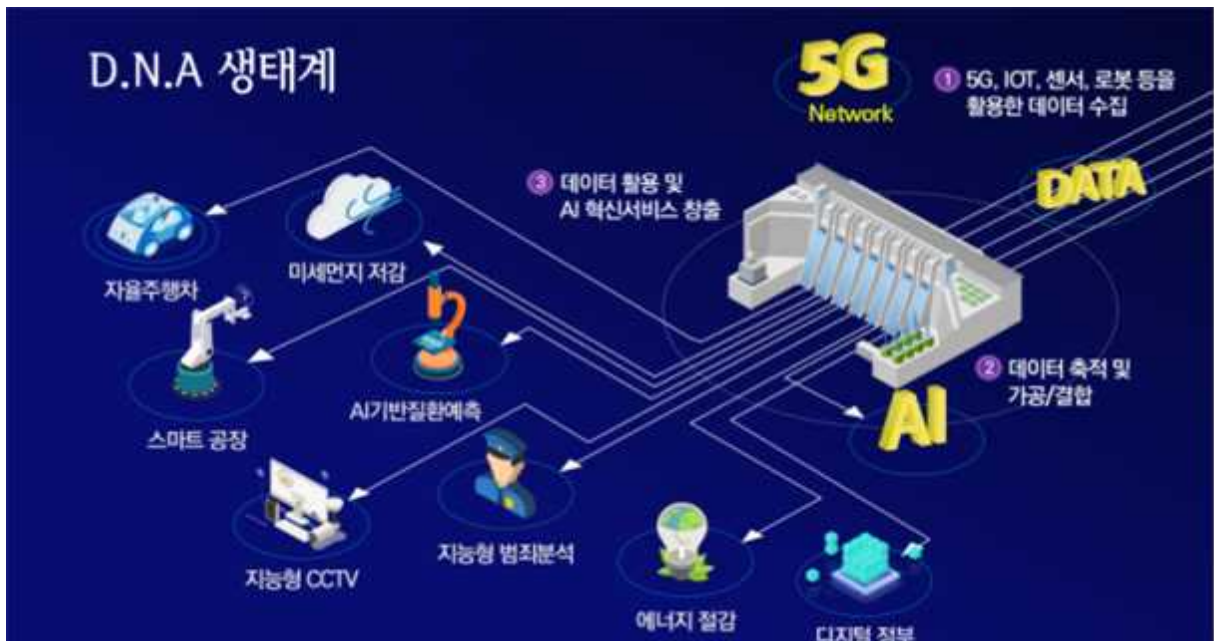 D.N.A 생태계
5G
Network
① 5G, IOT, 센서, 로봇 등을
활용한 데이터 수집
DATA
③ 데이터 활용 및
AI 혁신서비스 창출
자율주행차
미세먼지 저감
② 데이터 축적 및
가공/결합
AI
스마트 공장
AI기반질환예측
지능형 CCTV
지능형 범죄분석
에너지 절감
디지털 정부